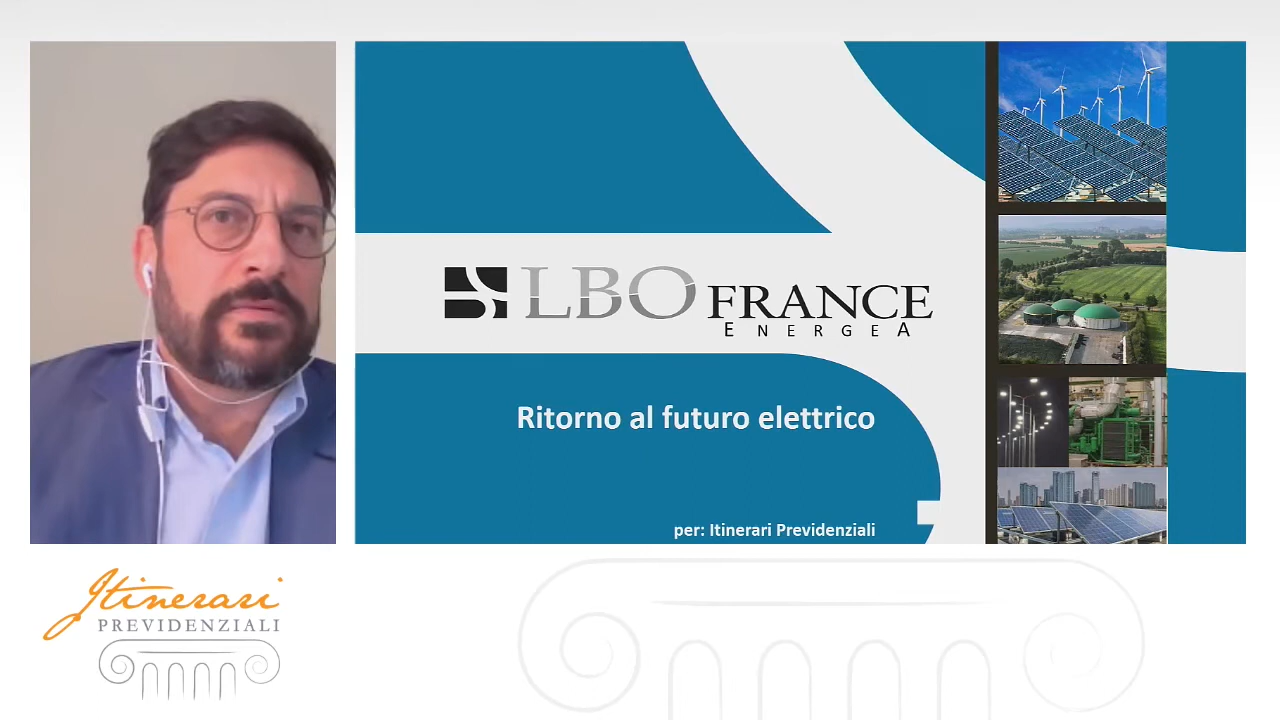 LBO FRANCE
ENERGEA
Ritorno al futuro elettrico
per: Itinerari Previdenziali
Itinerari
PREVIDENZIALI